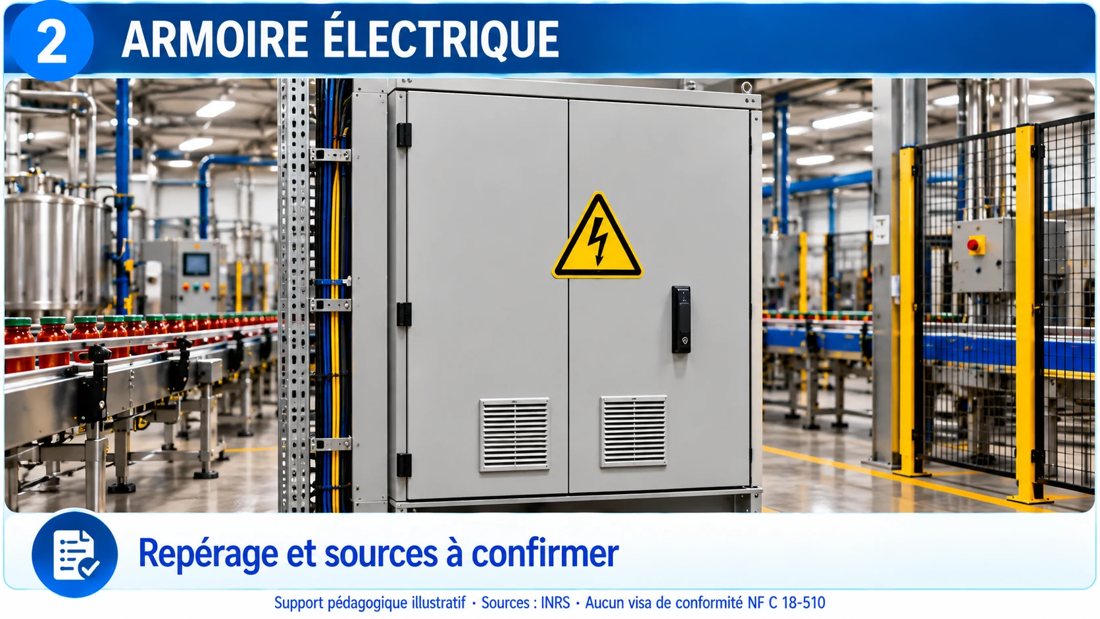 2
ARMOIRE ÉLECTRIQUE
Repérage et sources à confirmer
Support pédagogique illustratif · Sources : INRS · Aucun visa de conformité NF C 18-510